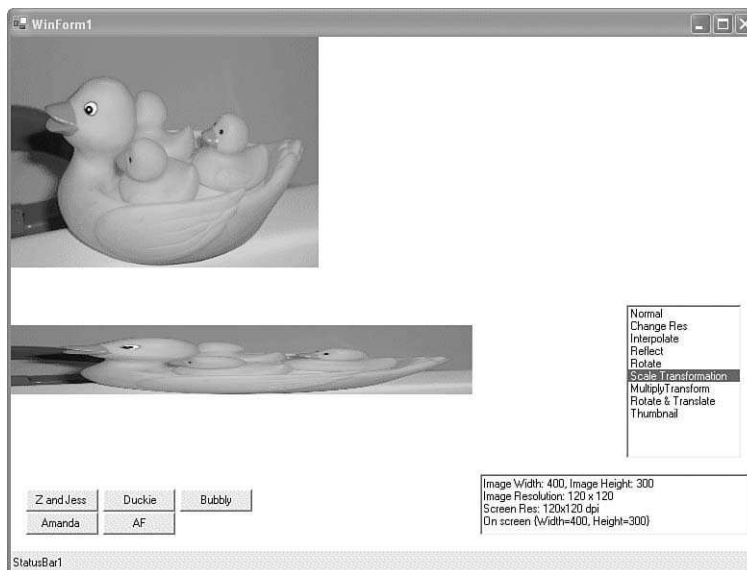 WinForm1
Normal
Change Res
Interpolate
Reflect
Rotate
Scale Transformation
MultiplyTransform
Rotate & Translate
Thumbnail
Z and Jess
Duckie
Bubbly
Amanda
AF
Image Width: 400, Image Height: 300
Image Resolution: 120 x 120
Screen Res: 120x120 dpi
On screen {Width=400, Height=300}
StatusBar1